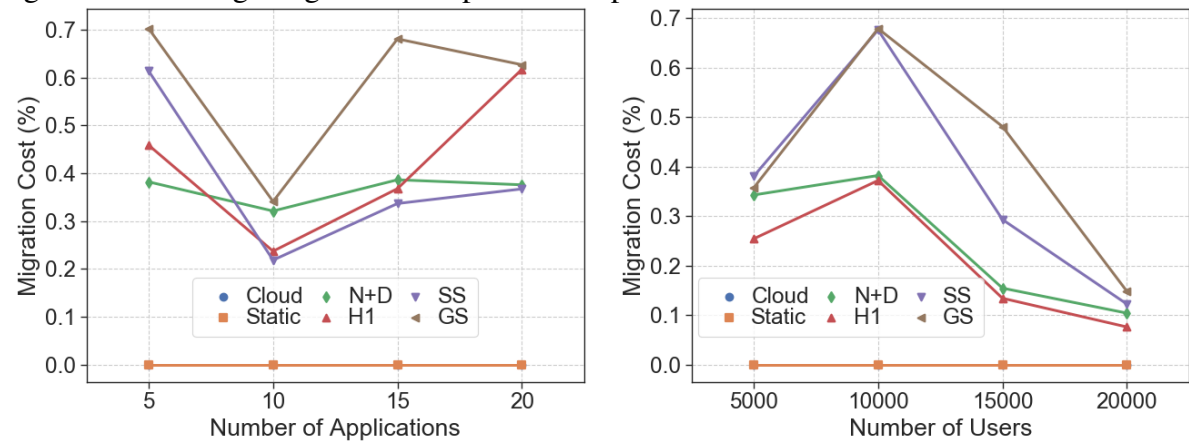 0.7
0.6
0.5
0.4
0.3
0.2
0.1
0.0
Migration Cost (%)
Cloud N+D SS
Static H1 GS
5 10 15 20
Number of Applications
0.7
0.6
0.5
0.4
0.3
0.2
0.1
0.0
Migration Cost (%)
Cloud N+D SS
Static H1 GS
5000 10000 15000 20000
Number of Users